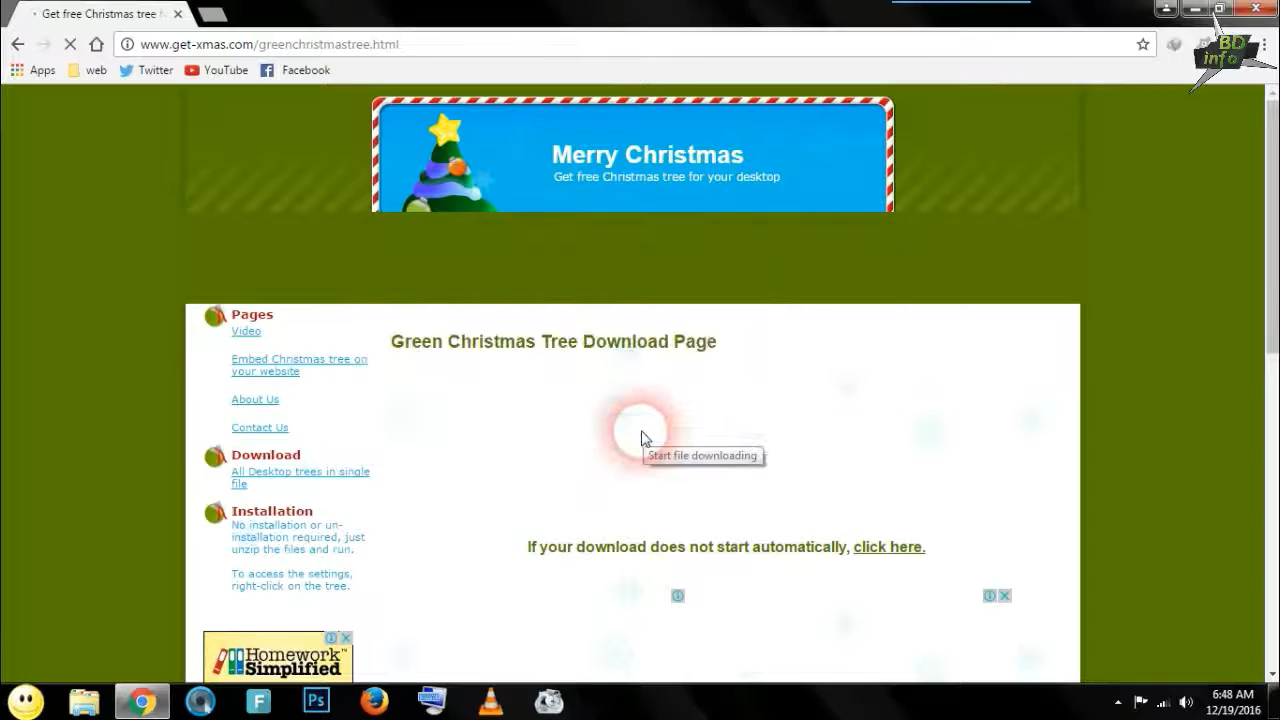 Get free Christmas tree
www.get-xmas.com/greenchristmastree.html
BD
info
Apps
web
Twitter
YouTube
Facebook
Merry Christmas
Get free Christmas tree for your desktop
Pages
Video
Embed Christmas tree on
your website
About Us
Contact Us
Download
All Desktop trees in single
file
Installation
No installation or un-
installation required, just
unzip the files and run.
To access the settings,
right-click on the tree.
Homework
Simplified
Green Christmas Tree Download Page
Start file downloading
If your download does not start automatically, click here.
F
Ps
6:48 AM
12/19/2016